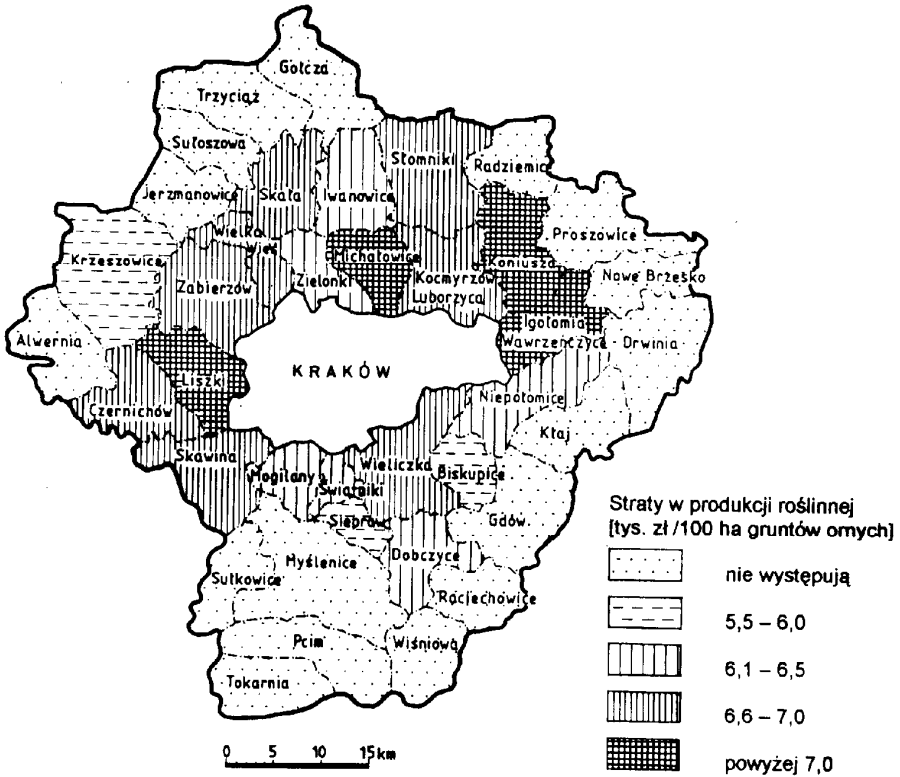 Gołcza
Trzyciąż
Sułoszowa
Słomniki
Radziemia
Jerzmanowice
Skała
Iwanowice
Wielka
Wieś
Proszowice
Krzeszowice
Michałowice
Koniusza
Zabierzów
Zielonki
Kocmyrzów
Luborzyca
Nowe Brzesko
Igołomia
Wawrzeńczyce
Drwinia
Alwernia
KRAKÓW
Liszki
Czernichów
Niepołomice
Kłaj
Skawina
Mogilany
Świątniki
Wieliczka
Biskupice
Siepraw
Gdów
Myślenice
Dobczyce
Sułkowice
Raciechowice
Pcim
Wiśniowa
Tokarnia
0 5 10 15 km
Straty w produkcji roślinnej
[tys. zł /100 ha gruntów ornych]
nie występują
5,5 – 6,0
6,1 – 6,5
6,6 – 7,0
powyżej 7,0